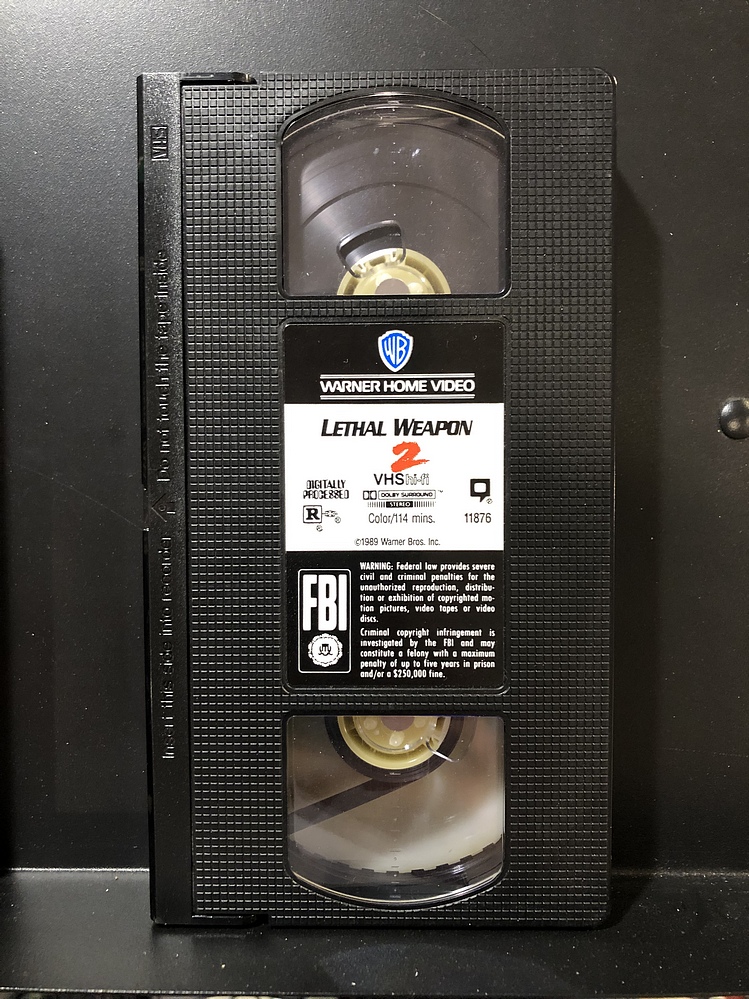 VHS
Do not touch the tape inside
Insert this side into recorder
WB
WARNER HOME VIDEO
LETHAL WEAPON
2
VHS hi-fi
DIGITALLY
PROCESSED
DOLBY SURROUND™
STEREO
R
®
®
Color/114 mins.
11876
©1989 Warner Bros. Inc.
FBI
WARNING: Federal law provides severe
civil and criminal penalties for the
unauthorized reproduction, distribu-
tion or exhibition of copyrighted mo-
tion pictures, video tapes or video
discs.
Criminal copyright infringement is
investigated by the FBI and may
constitute a felony with a maximum
penalty of up to five years in prison
and/or a $250,000 fine.